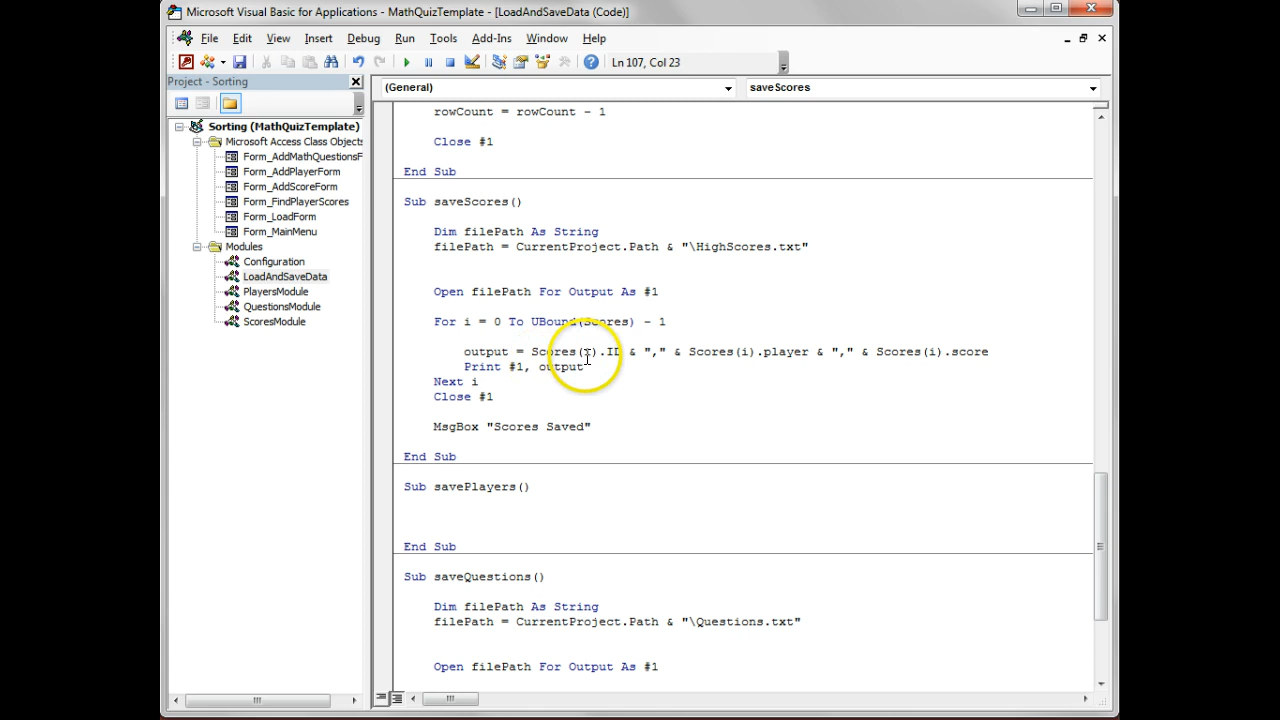 Microsoft Visual Basic for Applications - MathQuizTemplate - [LoadAndSaveData (Code)]
File Edit View Insert Debug Run Tools Add-Ins Window Help
Ln 107, Col 23
Project - Sorting
(General) saveScores
Sorting (MathQuizTemplate)
Microsoft Access Class Objects
Form_AddMathQuestionsF
Form_AddPlayerForm
Form_AddScoreForm
Form_FindPlayerScores
Form_LoadForm
Form_MainMenu
Modules
Configuration
LoadAndSaveData
PlayersModule
QuestionsModule
ScoresModule
rowCount = rowCount - 1
Close #1
End Sub
Sub saveScores()
Dim filePath As String
filePath = CurrentProject.Path & "\HighScores.txt"
Open filePath For Output As #1
For i = 0 To UBound(Scores) - 1
output = Scores(i).ID & "," & Scores(i).player & "," & Scores(i).score
Print #1, output
Next i
Close #1
MsgBox "Scores Saved"
End Sub
Sub savePlayers()
End Sub
Sub saveQuestions()
Dim filePath As String
filePath = CurrentProject.Path & "\Questions.txt"
Open filePath For Output As #1